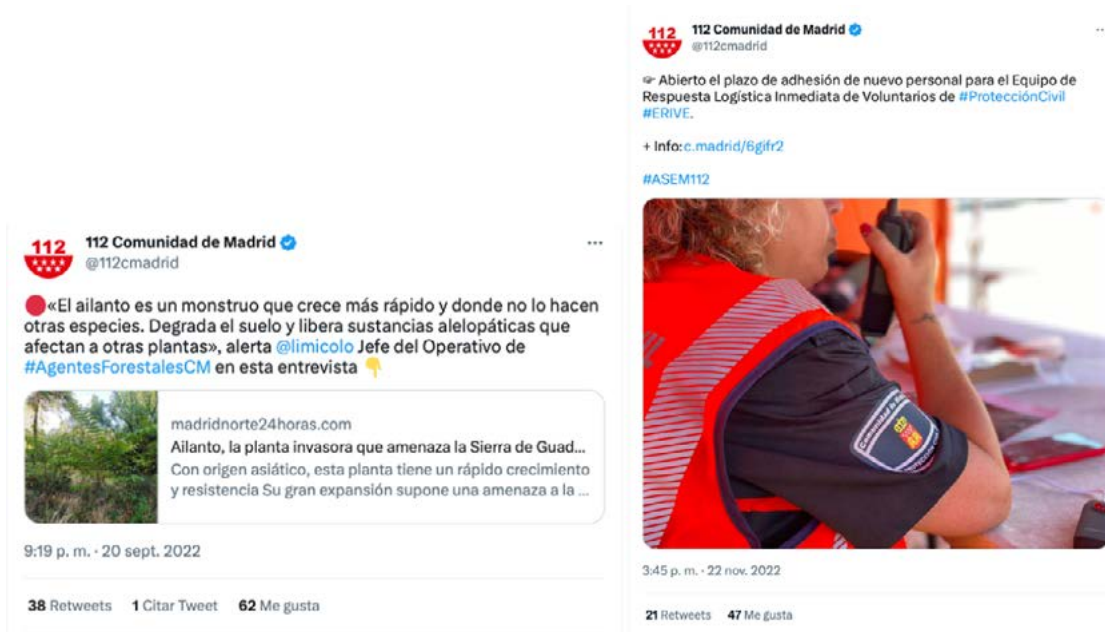 112
112 Comunidad de Madrid
@112cmadrid
🔴«El ailanto es un monstruo que crece más rápido y donde no lo hacen
otras especies. Degrada el suelo y libera sustancias alelopáticas que
afectan a otras plantas», alerta @limicolo Jefe del Operativo de
#AgentesForestalesCM en esta entrevista 👇
madridnorte24horas.com
Ailanto, la planta invasora que amenaza la Sierra de Guad...
Con origen asiático, esta planta tiene un rápido crecimiento
y resistencia Su gran expansión supone una amenaza a la ...
9:19 p. m. · 20 sept. 2022
38 Retweets 1 Citar Tweet 62 Me gusta
112
112 Comunidad de Madrid
@112cmadrid
👉 Abierto el plazo de adhesión de nuevo personal para el Equipo de
Respuesta Logística Inmediata de Voluntarios de #ProtecciónCivil
#ERIVE.
+ Info:c.madrid/6gifr2
#ASEM112
Comunidad de
3:45 p. m. · 22 nov. 2022
21 Retweets 47 Me gusta